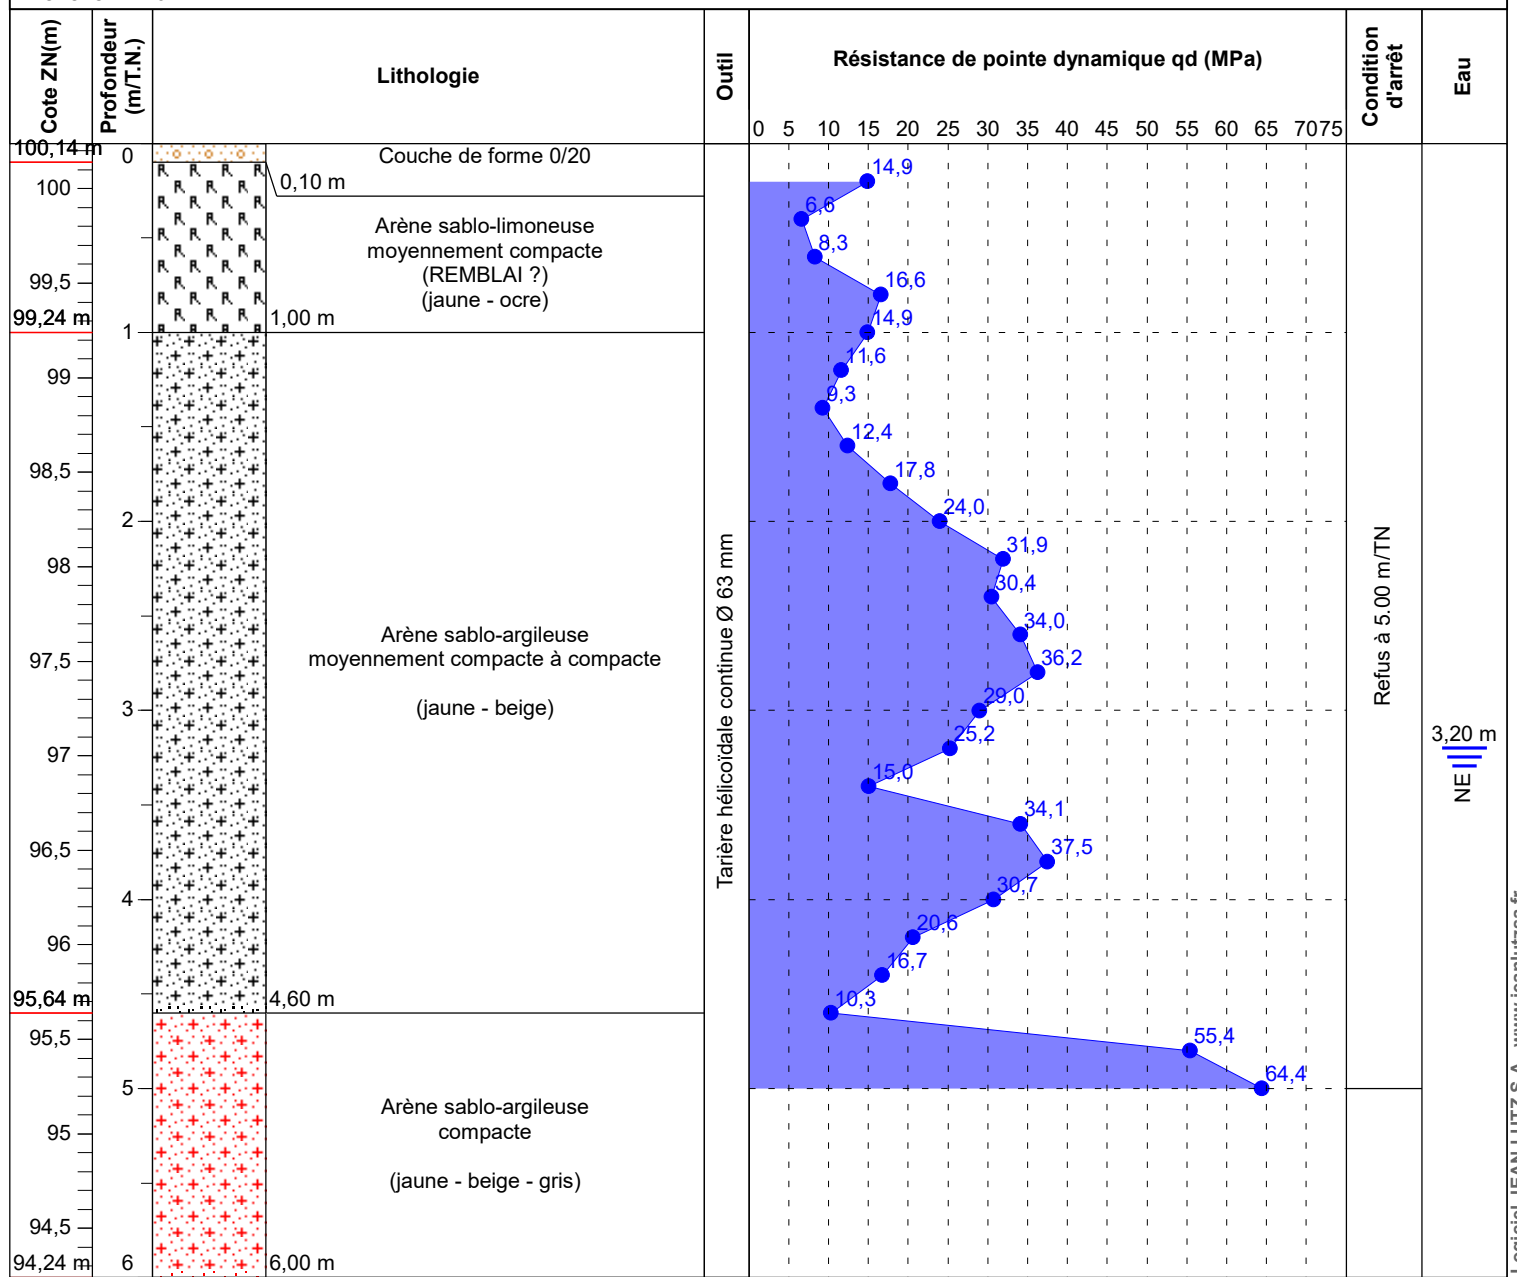 Cote ZN(m)
Profondeur
(m/T.N.)
Lithologie
Outil
Résistance de pointe dynamique qd (MPa)
0 5 10 15 20 25 30 35 40 45 50 55 60 65 70 75
Condition
d'arrêt
Eau
100,14 m
100
99,5
99,24 m
99
98,5
98
97,5
97
96,5
96
95,64 m
95,5
95
94,5
94,24 m
0
1
2
3
4
5
6
Couche de forme 0/20
0,10 m
Arène sablo-limoneuse
moyennement compacte
(REMBLAI ?)
(jaune - ocre)
1,00 m
Arène sablo-argileuse
moyennement compacte à compacte
(jaune - beige)
4,60 m
Arène sablo-argileuse
compacte
(jaune - beige - gris)
6,00 m
Tarière hélicoïdale continue Ø 63 mm
14,9
6,6
8,3
16,6
14,9
11,6
9,3
12,4
17,8
24,0
31,9
30,4
34,0
36,2
29,0
25,2
15,0
34,1
37,5
30,7
20,6
16,7
10,3
55,4
64,4
Refus à 5.00 m/TN
3,20 m
NE